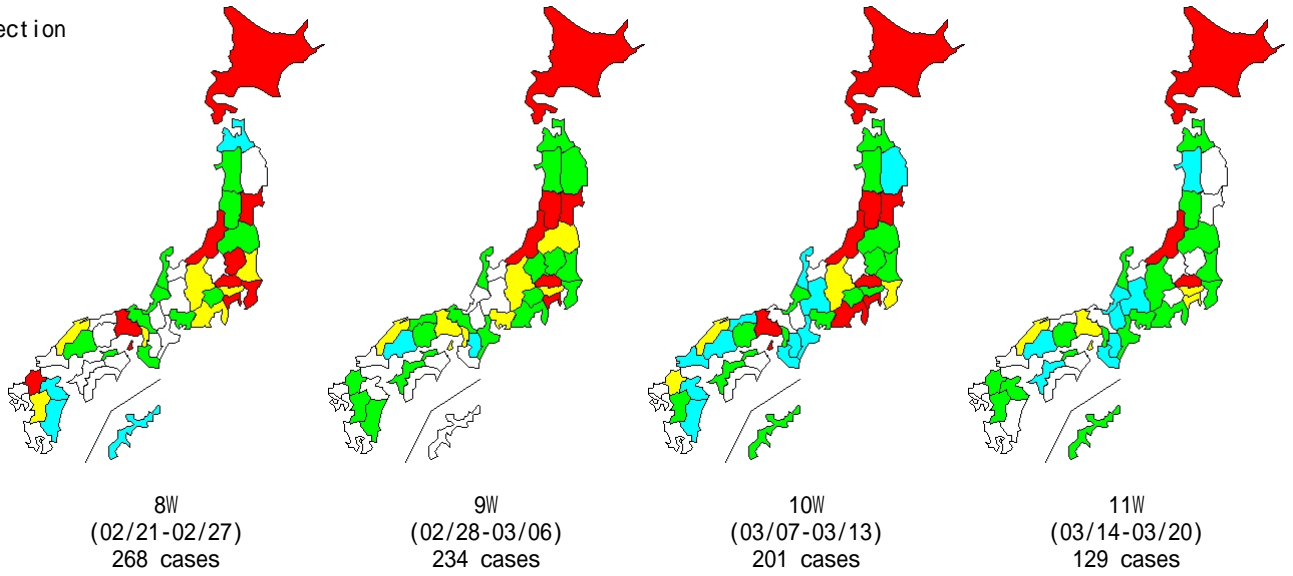 ection
8W
(02/21-02/27)
268 cases
9W
(02/28-03/06)
234 cases
10W
(03/07-03/13)
201 cases
11W
(03/14-03/20)
129 cases